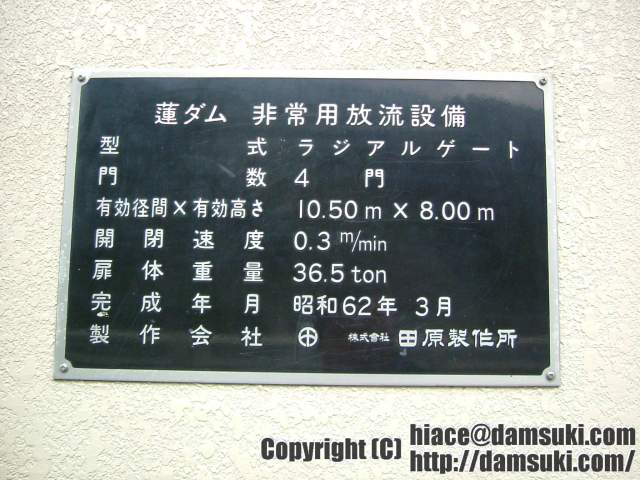 蓮ダム 非常用放流設備
型式 ラジアルゲート
門数 4 門
有効径間×有効高さ 10.50 m × 8.00 m
開閉速度 0.3 m/min
扉体重量 36.5 ton
完成年月 昭和62年 3月
製作会社 株式会社 田原製作所
Copyright (C) hiace@damsuki.com
http://damsuki.com/